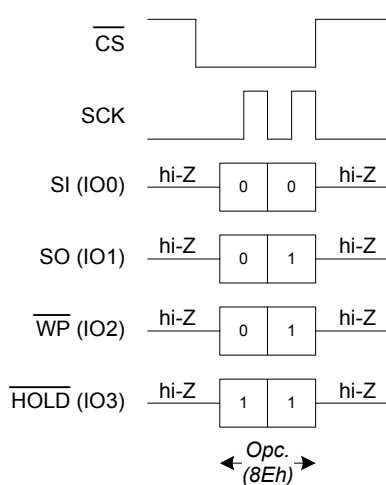 CS
SCK
SI (IO0) hi-Z 0 0 hi-Z
SO (IO1) hi-Z 0 1 hi-Z
WP (IO2) hi-Z 0 1 hi-Z
HOLD (IO3) hi-Z 1 1 hi-Z
Opc.
(8Eh)